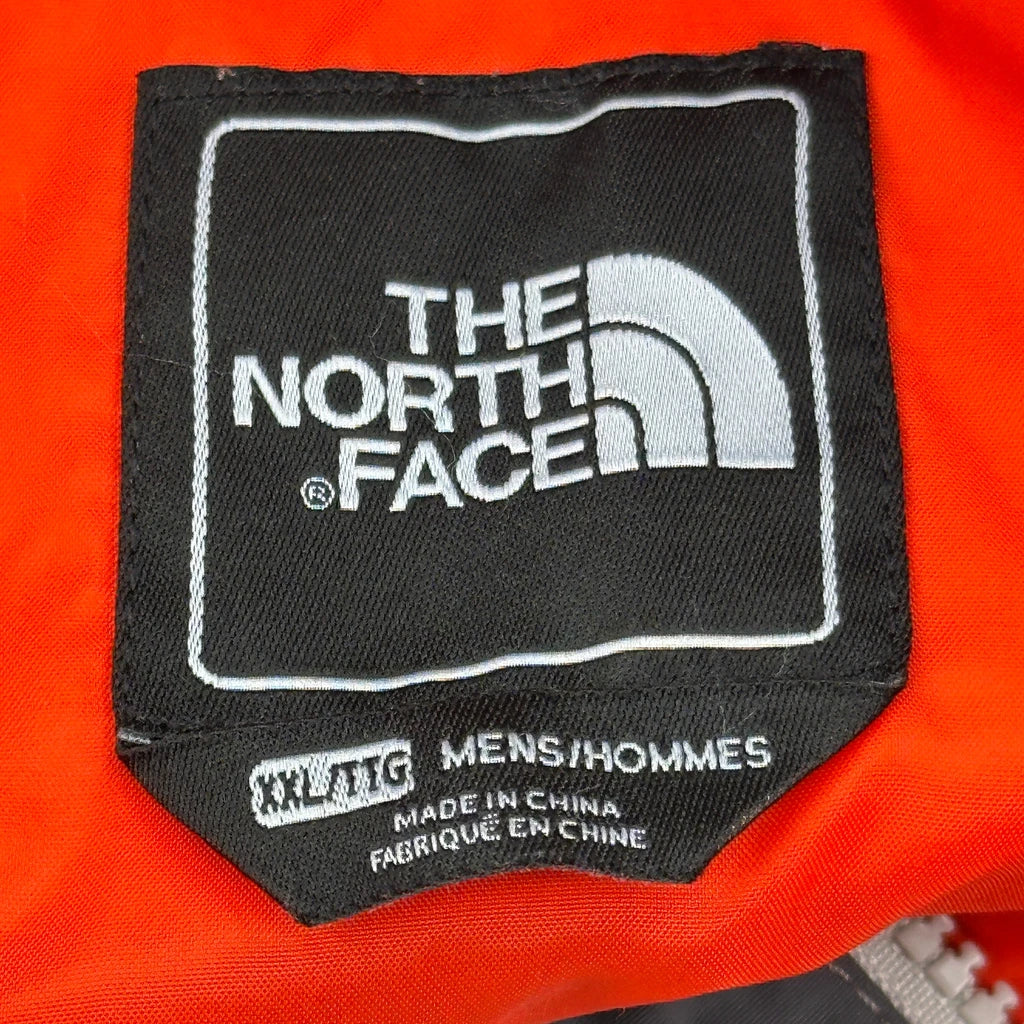 THE
NORTH
®FACE
XXL/TTG MENS/HOMMES
MADE IN CHINA
FABRIQUÉ EN CHINE